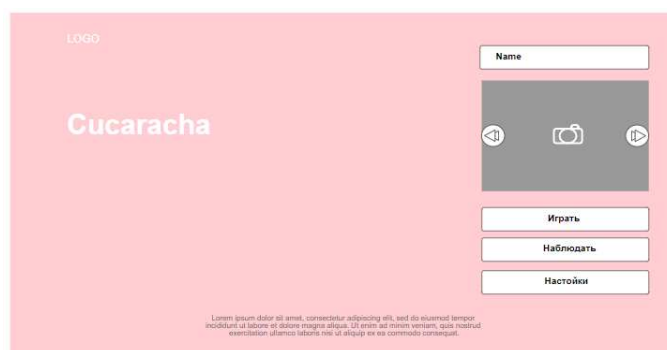 LOGO
Name
Cucaracha
Играть
Наблюдать
Настойки
Lorem ipsum dolor sit amet, consectetur adipiscing elit, sed do eiusmod tempor
incididunt ut labore et dolore magna aliqua. Ut enim ad minim veniam, quis nostrud
exercitation ullamco laboris nisi ut aliquip ex ea commodo consequat.